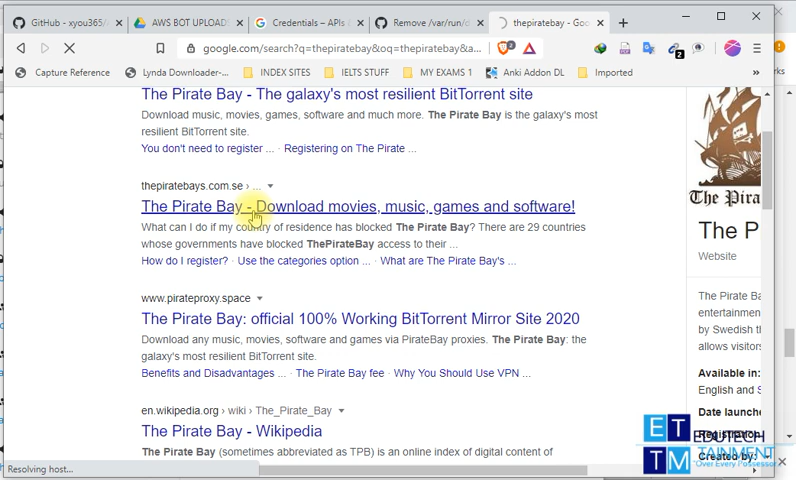 GitHub - xyou365/
AWS BOT UPLOAD
Credentials – APIs
Remove /var/run/d
thepiratebay - Goo
google.com/search?q=thepiratebay&oq=thepiratebay&a
Capture Reference
Lynda Downloader-...
INDEX SITES
IELTS STUFF
MY EXAMS 1
Anki Addon DL
Imported
»
The Pirate Bay - The galaxy's most resilient BitTorrent site
Download music, movies, games, software and much more. The Pirate Bay is the galaxy's most
resilient BitTorrent site.
You don't need to register ... · Registering on The Pirate ...
thepiratebays.com.se › ...
The Pirate Bay - Download movies, music, games and software!
What can I do if my country of residence has blocked The Pirate Bay? There are 29 countries
whose governments have blocked ThePirateBay access to their ...
How do I register? · Use the categories option ... · What are The Pirate Bay's ...
www.pirateproxy.space
The Pirate Bay: official 100% Working BitTorrent Mirror Site 2020
Download any music, movies, software and games via PirateBay proxies. The Pirate Bay: the
galaxy's most resilient BitTorrent site.
Benefits and Disadvantages ... · The Pirate Bay fee · Why You Should Use VPN ...
en.wikipedia.org › wiki › The_Pirate_Bay
The Pirate Bay - Wikipedia
The Pirate Bay (sometimes abbreviated as TPB) is an online index of digital content of
The Pira
The P
Website
The Pirate Ba
entertainmen
by Swedish t
allows visitors
Available in:
English and S
Date launche
Registration
Created by:
Resolving host...
ET
TM
EDUTECH
TAINMENT
"Over Every Possessor